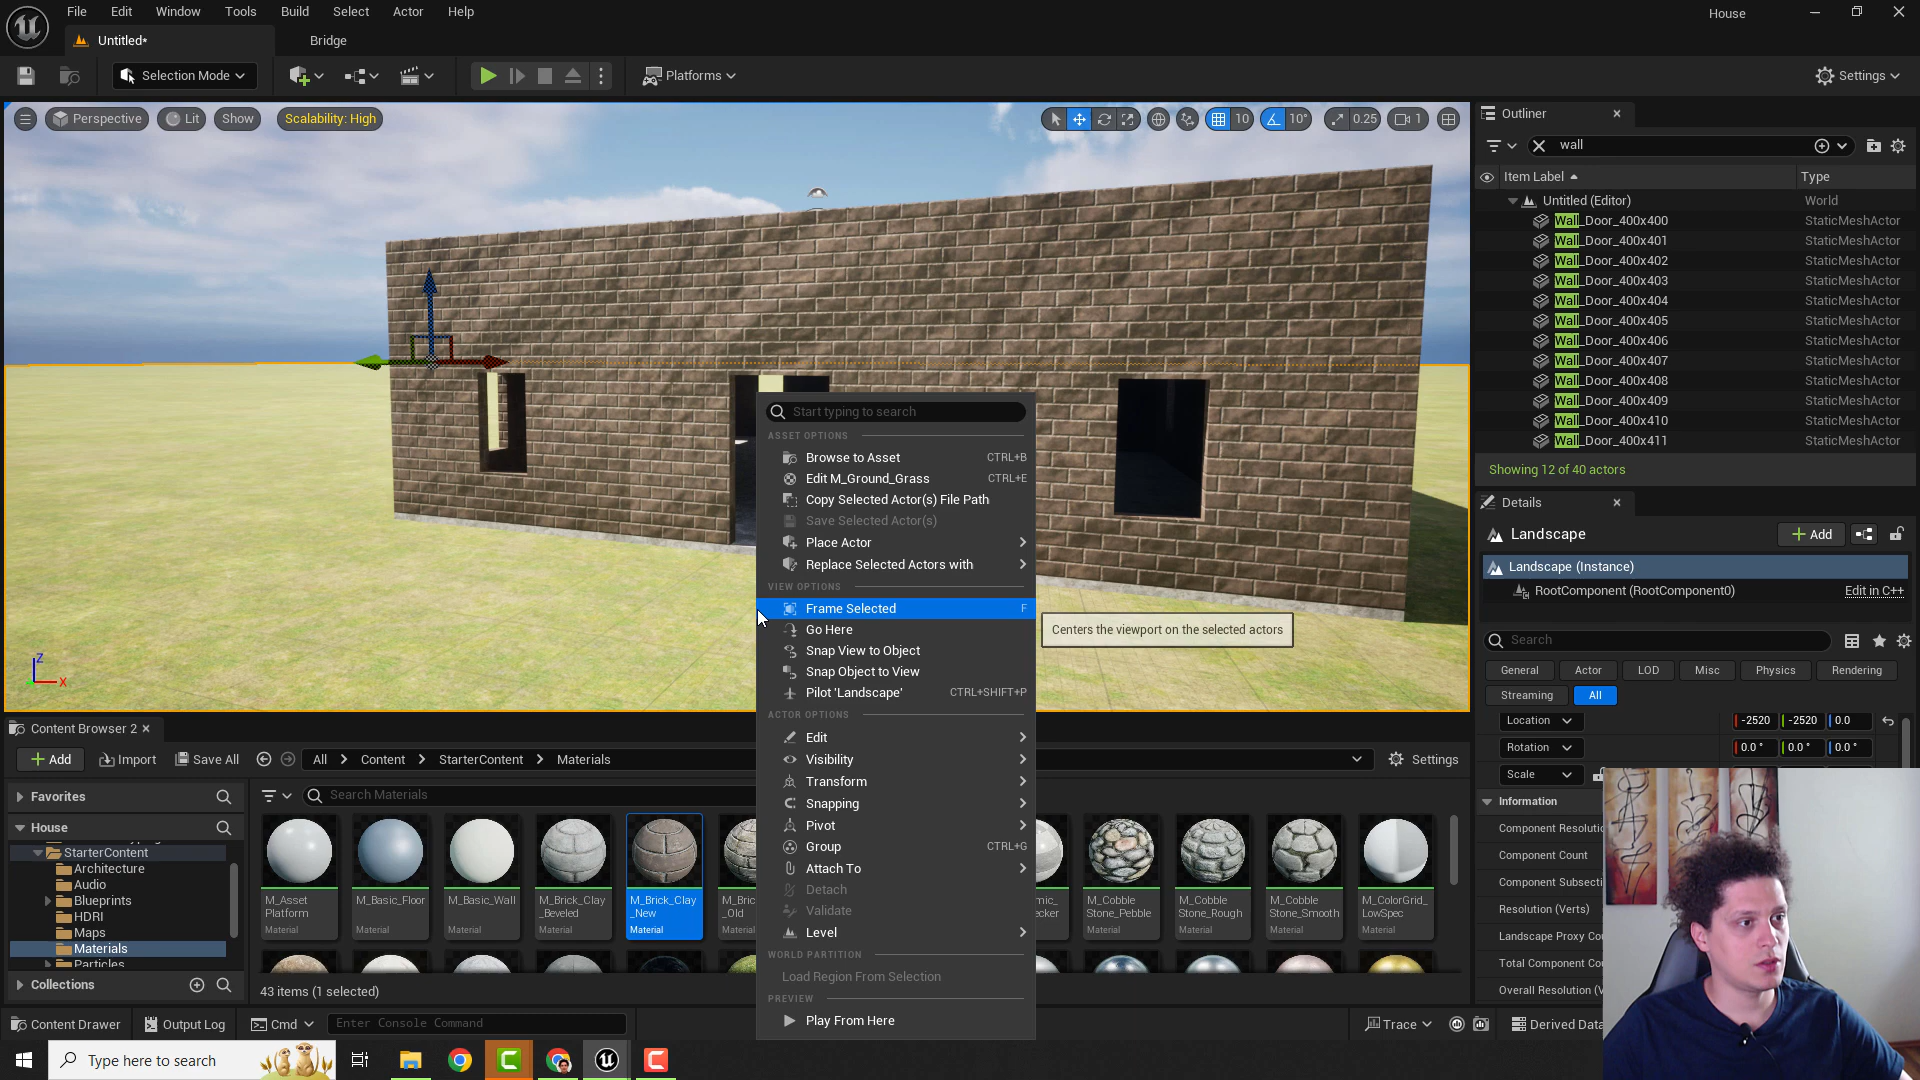 File Edit Window Tools Build Select Actor Help
House
Untitled*
Bridge
Selection Mode
Platforms
Settings
Perspective
Lit
Show
Scalability: High
10
10°
0.25
1
Outliner
wall
Item Label
Type
Untitled (Editor)
World
Wall_Door_400x400 StaticMeshActor
Wall_Door_400x401 StaticMeshActor
Wall_Door_400x402 StaticMeshActor
Wall_Door_400x403 StaticMeshActor
Wall_Door_400x404 StaticMeshActor
Wall_Door_400x405 StaticMeshActor
Wall_Door_400x406 StaticMeshActor
Wall_Door_400x407 StaticMeshActor
Wall_Door_400x408 StaticMeshActor
Wall_Door_400x409 StaticMeshActor
Wall_Door_400x410 StaticMeshActor
Wall_Door_400x411 StaticMeshActor
Showing 12 of 40 actors
Details
Landscape
Add
Landscape (Instance)
RootComponent (RootComponent0)
Edit in C++
Search
General Actor LOD Misc Physics Rendering
Streaming All
Location -2520 -2520 0.0
Rotation 0.0° 0.0° 0.0°
Scale
Information
Component Resolutio
Component Count
Component Subsecti
Resolution (Verts)
Landscape Proxy Co
Total Component Co
Overall Resolution (V
Start typing to search
ASSET OPTIONS
Browse to Asset CTRL+B
Edit M_Ground_Grass CTRL+E
Copy Selected Actor(s) File Path
Save Selected Actor(s)
Place Actor
Replace Selected Actors with
VIEW OPTIONS
Frame Selected F
Go Here
Snap View to Object
Snap Object to View
Pilot 'Landscape' CTRL+SHIFT+P
ACTOR OPTIONS
Edit
Visibility
Transform
Snapping
Pivot
Group CTRL+G
Attach To
Detach
Validate
Level
WORLD PARTITION
Load Region From Selection
PREVIEW
Play From Here
Centers the viewport on the selected actors
Z
X
Content Browser 2
Add
Import
Save All
All
Content
StarterContent
Materials
Settings
Favorites
House
StarterContent
Architecture
Audio
Blueprints
HDRI
Maps
Materials
Particles
Collections
Search Materials
M_Asset
Platform
Material
M_Basic_Floor
Material
M_Basic_Wall
Material
M_Brick_Clay
_Beveled
Material
M_Brick_Clay
_New
Material
M_Bric
_Old
Material
M_Cobble
Stone_Pebble
Material
M_Cobble
Stone_Rough
Material
M_Cobble
Stone_Smooth
Material
M_ColorGrid_
LowSpec
Material
43 items (1 selected)
Content Drawer
Output Log
Cmd
Enter Console Command
Trace
Derived Data
Type here to search